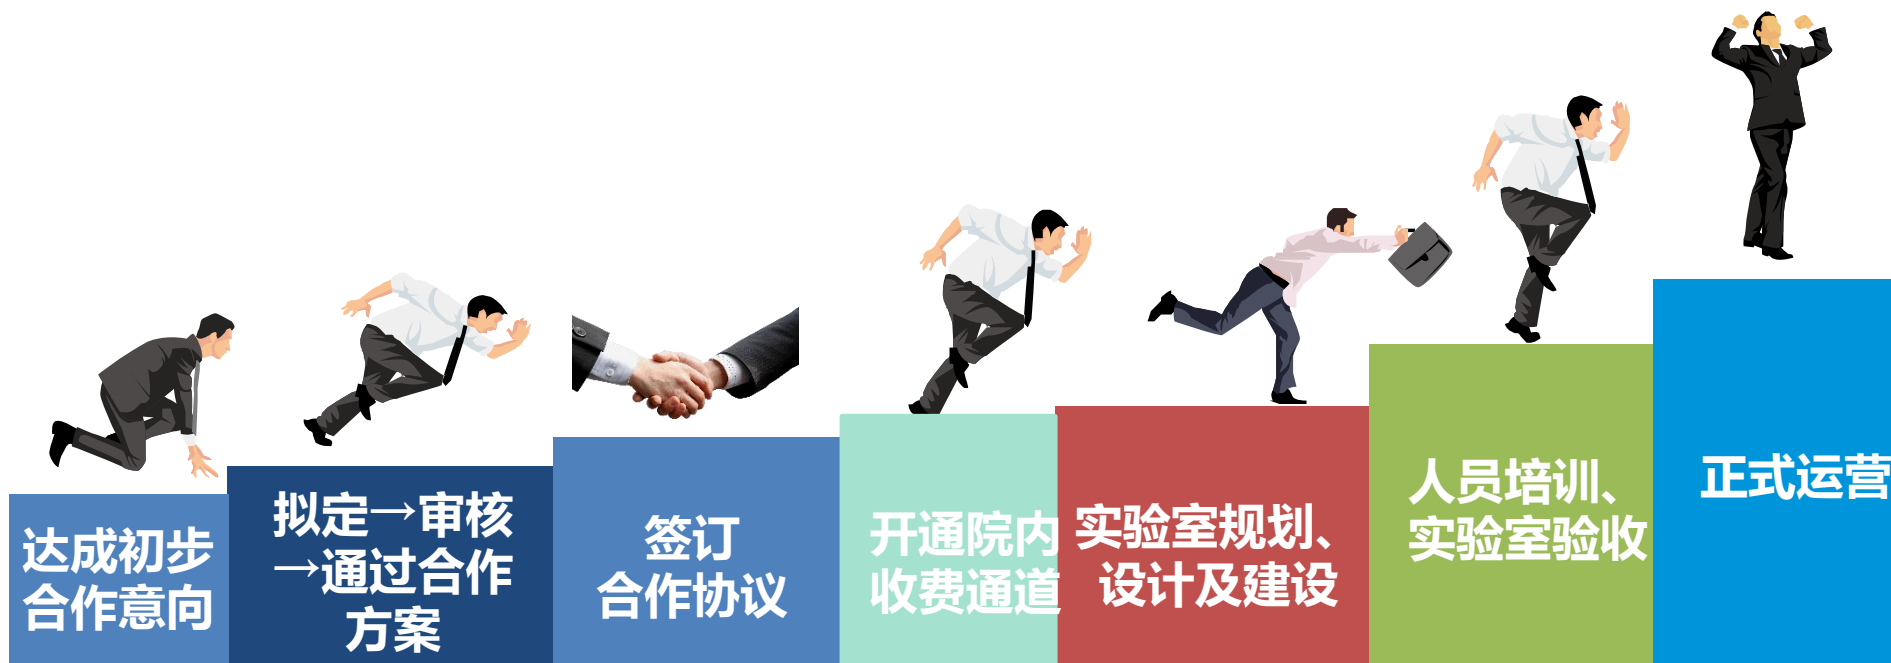 达成初步
合作意向
拟定→审核
→通过合作
方案
签订
合作协议
开通院内
收费通道
实验室规划、
设计及建设
人员培训、
实验室验收
正式运营